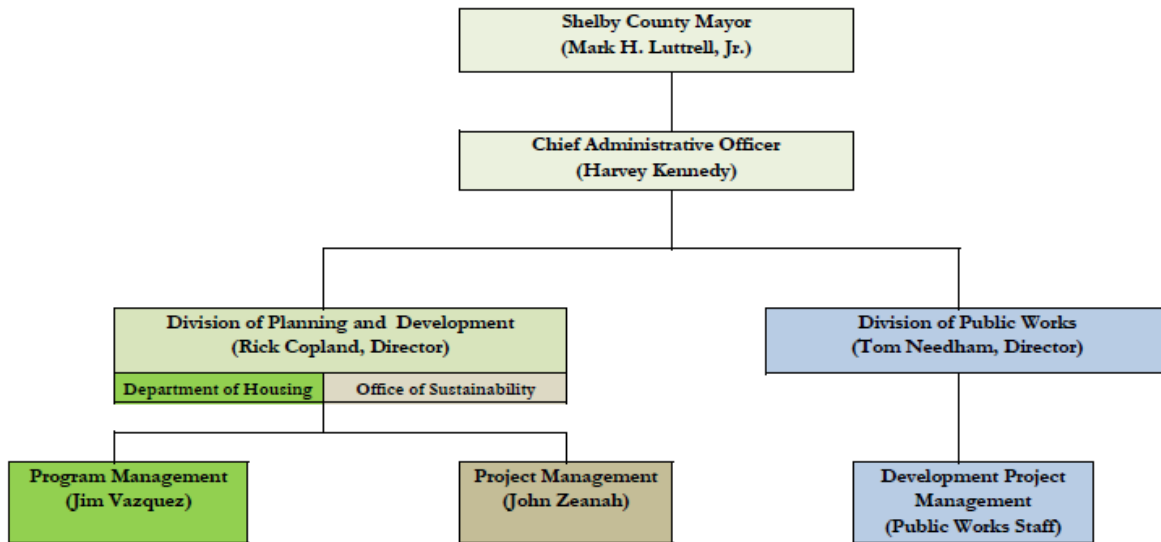 Shelby County Mayor
(Mark H. Luttrell, Jr.)
Chief Administrative Officer
(Harvey Kennedy)
Division of Planning and Development
(Rick Copland, Director)
Division of Public Works
(Tom Needham, Director)
Department of Housing
Office of Sustainability
Program Management
(Jim Vazquez)
Project Management
(John Zeanah)
Development Project
Management
(Public Works Staff)